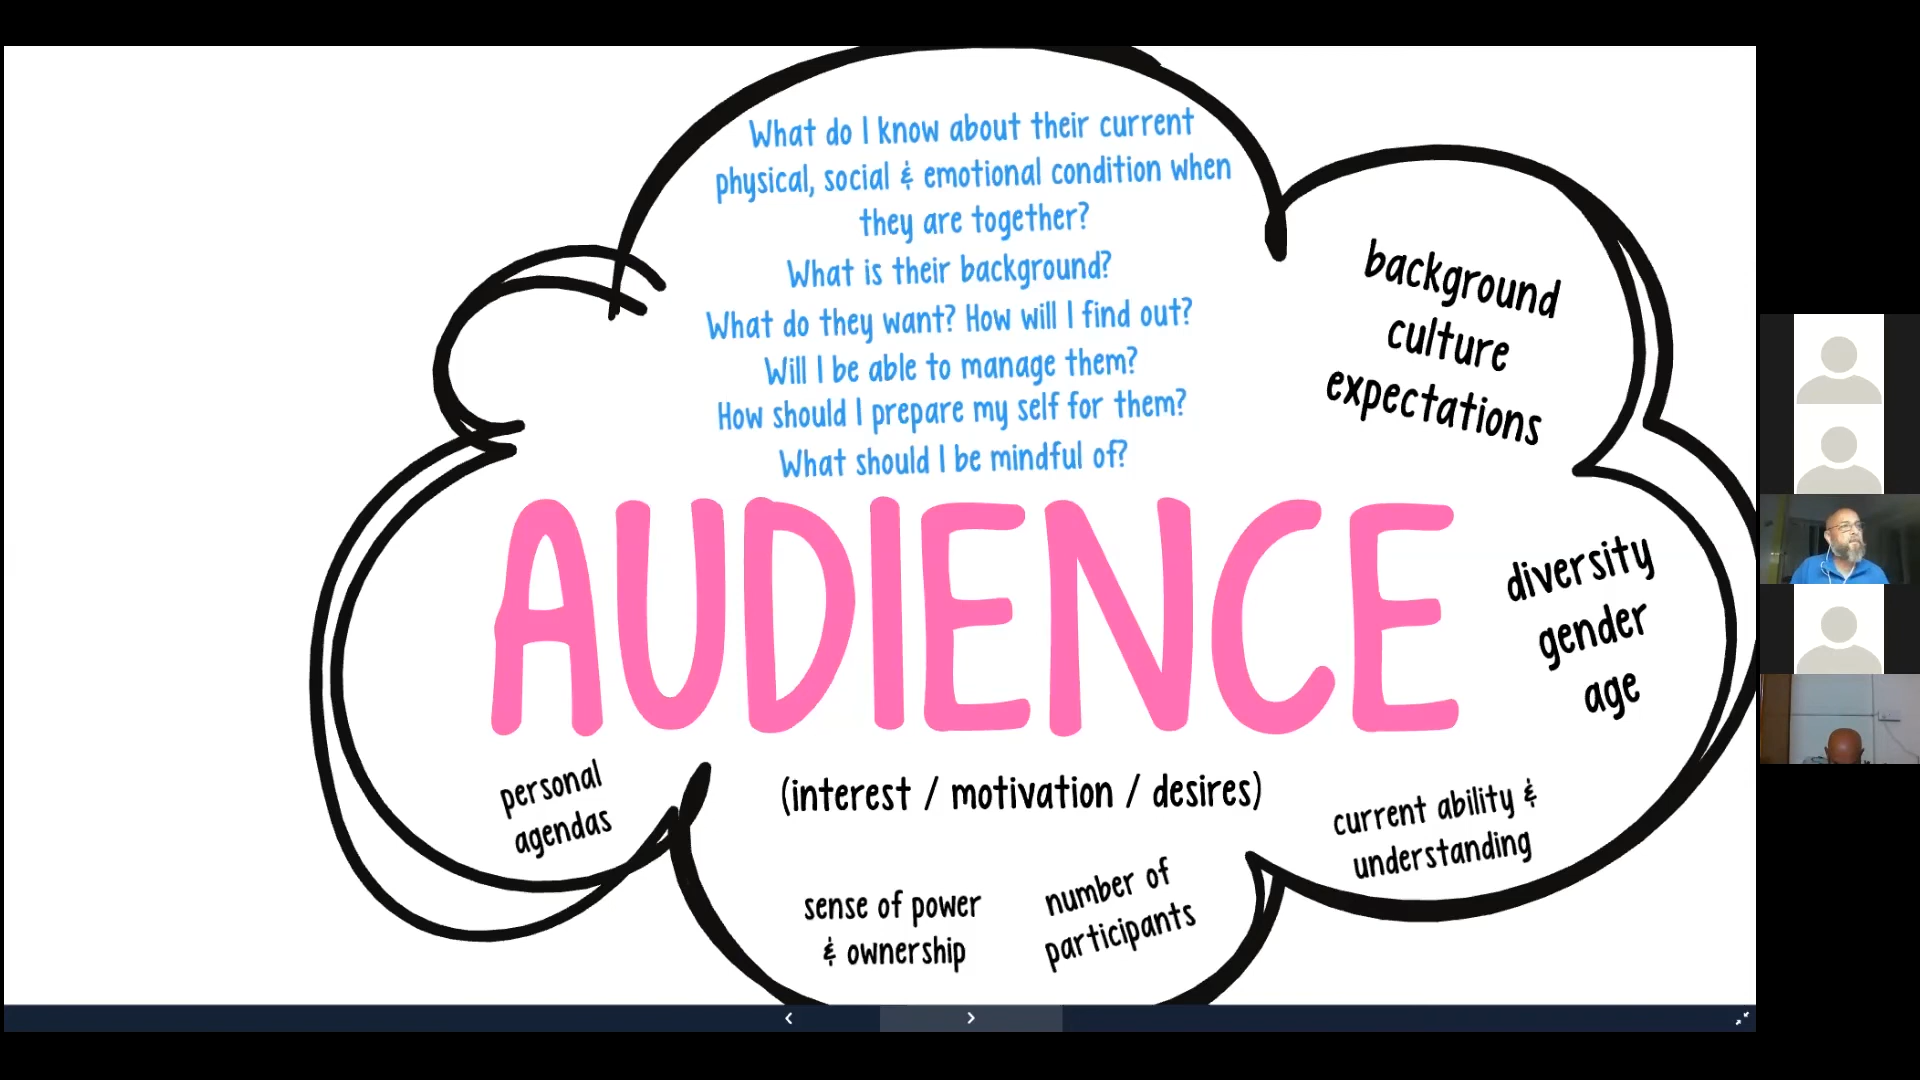 What do I know about their current
physical, social & emotional condition when
they are together?
What is their background?
What do they want? How will I find out?
Will I be able to manage them?
How should I prepare my self for them?
What should I be mindful of?
background
culture
expectations
AUDIENCE
diversity
gender
age
personal
agendas
(interest / motivation / desires)
current ability &
understanding
sense of power
& ownership
number of
participants